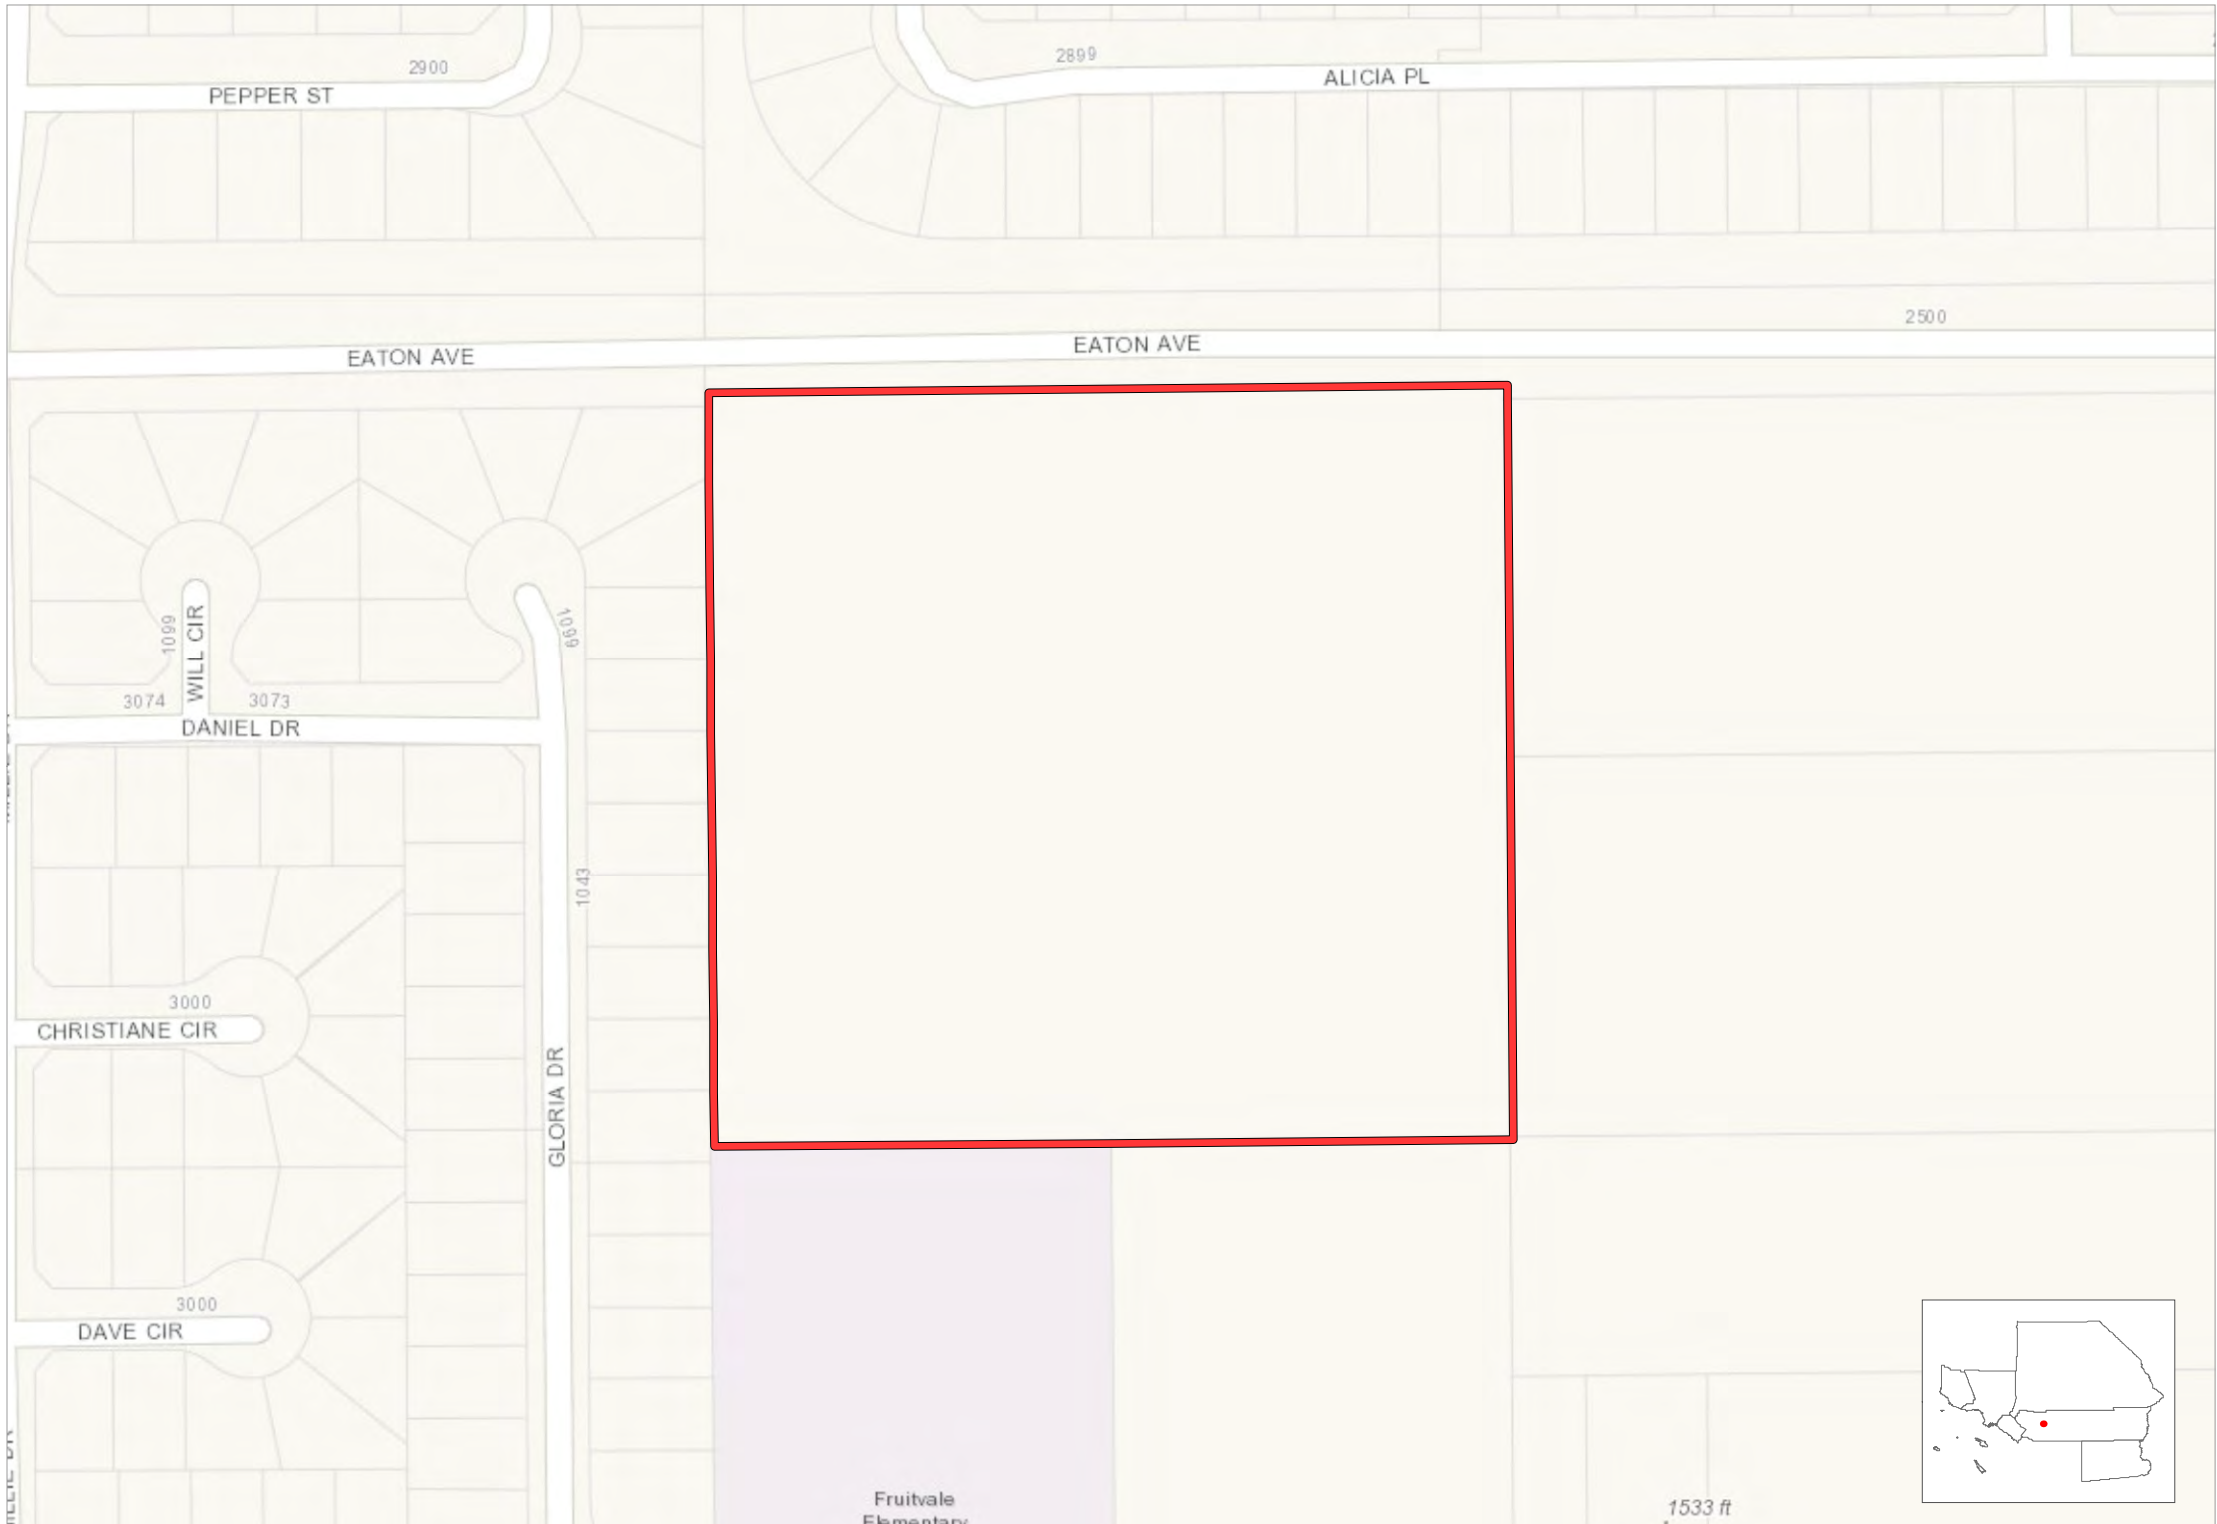 2899
2900
ALICIA PL
PEPPER ST
2500
EATON AVE
EATON AVE
1099
1099
WILL CIR
3074
3073
DANIEL DR
1043
3000
CHRISTIANE CIR
GLORIA DR
3000
DAVE CIR
Fruitvale
Elementary
1533 ft